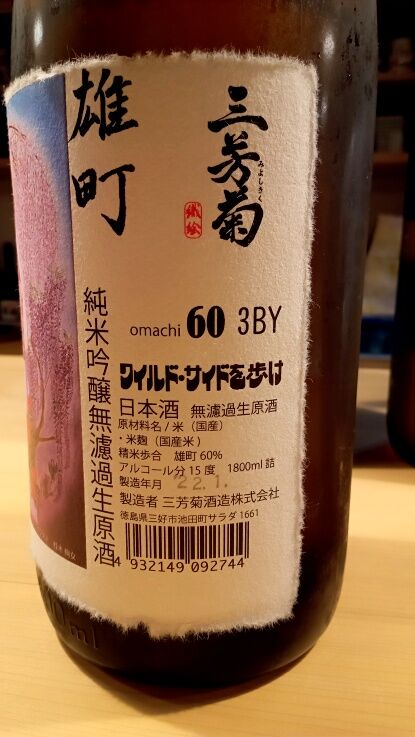 雄町
三芳菊
みよしきく
omachi 60 3BY
純米吟醸無濾過生原酒
ワイルド・サイドを歩け
日本酒 無濾過生原酒
原材料名/米(国産)
・米麹(国産米)
精米歩合 雄町60%
アルコール分15度 1800ml詰
製造年月 22.1.
製造者 三芳菊酒造株式会社
徳島県三好市池田町サラダ1661
4 932149 092744